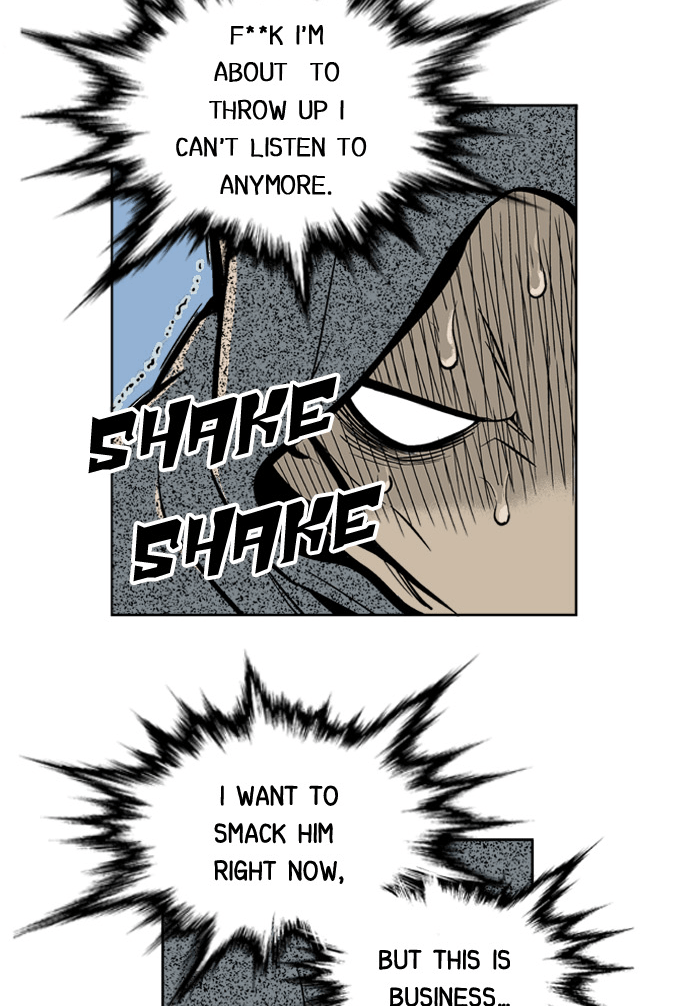 F**K I'M
ABOUT TO
THROW UP I
CAN'T LISTEN TO
ANYMORE.
SHAKE
SHAKE
I WANT TO
SMACK HIM
RIGHT NOW,
BUT THIS IS
BUSINESS...